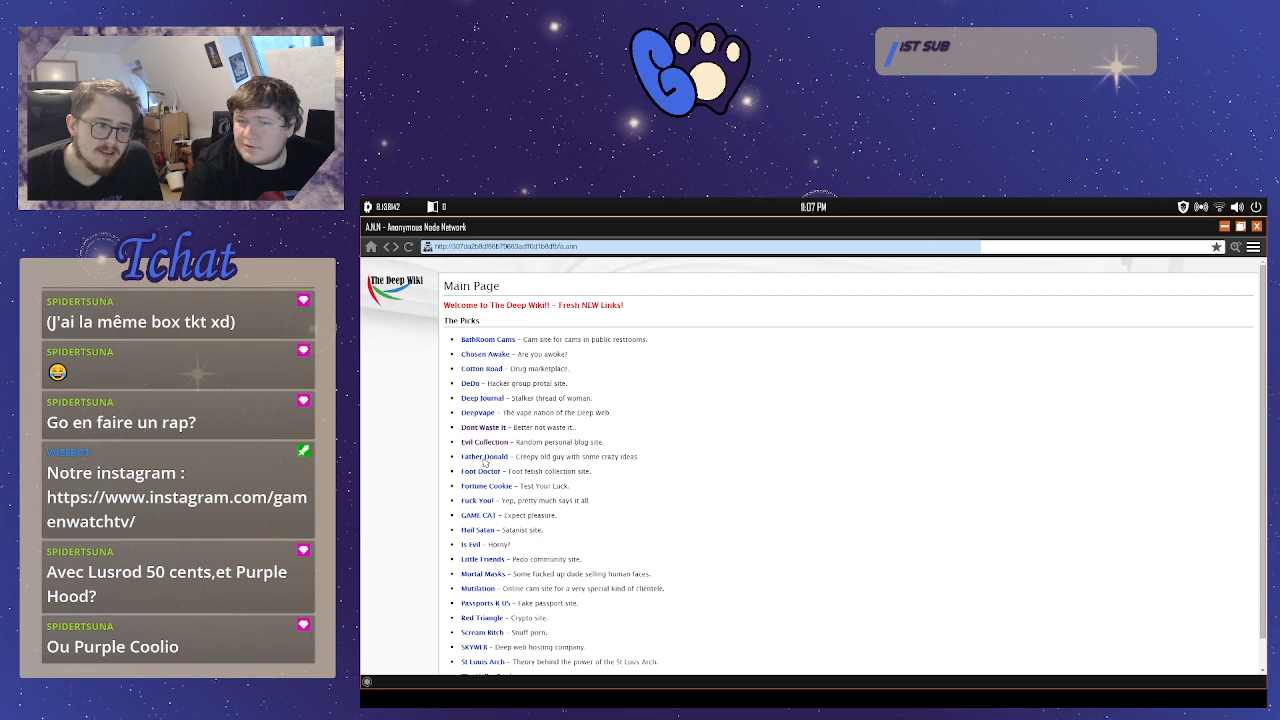 1ST SUB
Tchat
SPIDERTSUNA
(J'ai la même box tkt xd)
SPIDERTSUNA
😂
SPIDERTSUNA
Go en faire un rap?
WIZEBOT
Notre instagram :
https://www.instagram.com/gam
enwatchtv/
SPIDERTSUNA
Avec Lusrod 50 cents,et Purple
Hood?
SPIDERTSUNA
Ou Purple Coolio
8.138142
0
11:07 PM
A.N.N - Anonymous Node Network
The Deep Wiki
Main Page
Welcome to The Deep Wiki!! - Fresh NEW Links!
The Picks
BathRoom Cams - Cam site for cams in public restrooms.
Chosen Awake - Are you awoke?
Cotton Road - Drug marketplace.
DeDo - Hacker group protal site.
Deep Journal - Stalker thread of woman.
DeepVape - The vape nation of the Deep Web
Dont Waste It - Better not waste it..
Evil Collection - Random personal blog site.
Father Donald - Creepy old guy with some crazy ideas
Foot Doctor - Foot fetish collection site.
Fortune Cookie - Test Your Luck.
Fuck You! - Yep, pretty much says it all
GAME CAT - Expect pleasure.
Hail Satan - Satanist site.
Is Evil - Horny?
Little Friends - Pedo community site.
Mortal Masks - Some fucked up dude selling human faces.
Mutilation - Online cam site for a very special kind of clientele.
Passports R US - Fake passport site.
Red Triangle - Crypto site.
Scream Bitch - Snuff porn.
SKYWEB - Deep web hosting company.
St Louis Arch - Theory behind the power of the St Lous Arch.